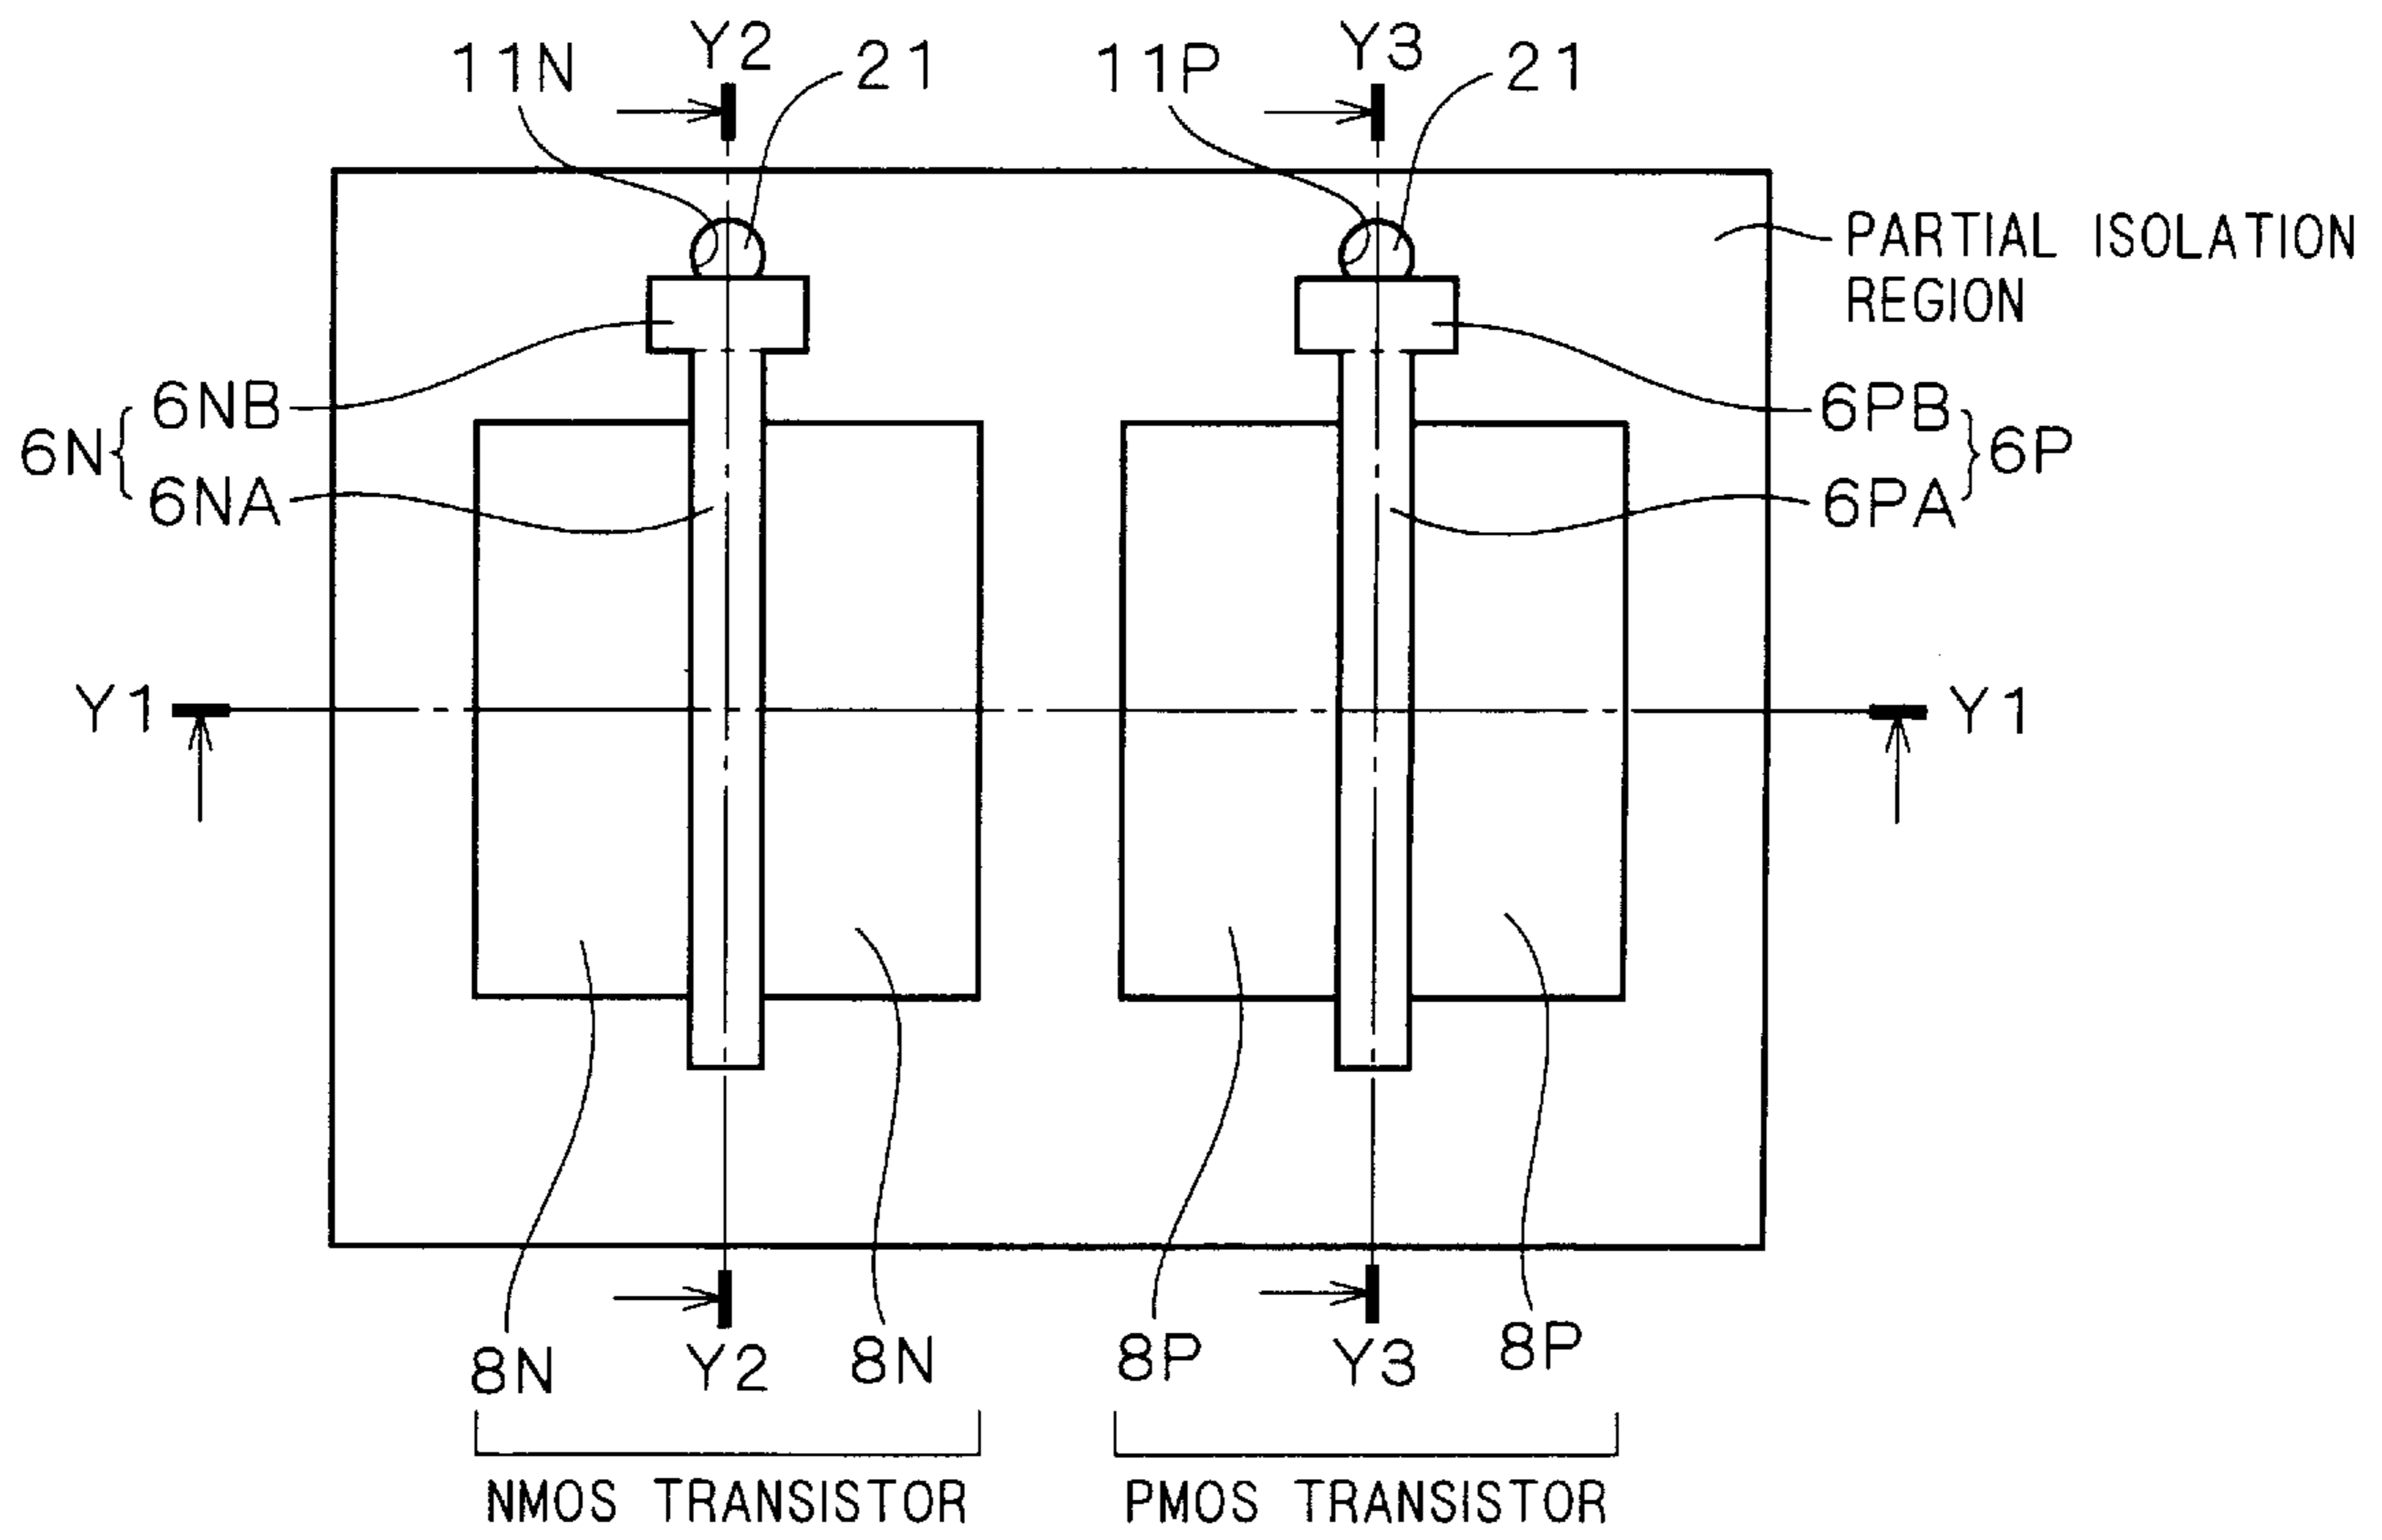 11N Y2 21 11P Y3 21
PARTIAL ISOLATION
REGION
6NB 6PB
6N 6P
6NA 6PA
Y1 Y1
8N Y2 8N 8P Y3 8P
NMOS TRANSISTOR PMOS TRANSISTOR